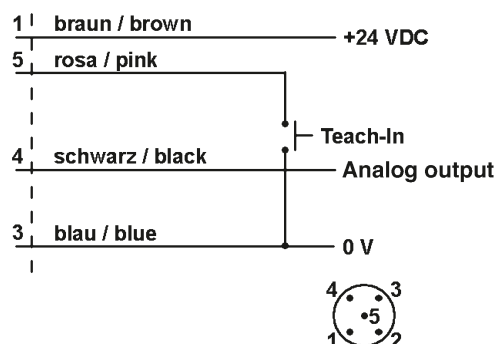 1 braun / brown +24 VDC
5 rosa / pink
Teach-In
4 schwarz / black Analog output
3 blau / blue 0 V
4 3
5
1 2